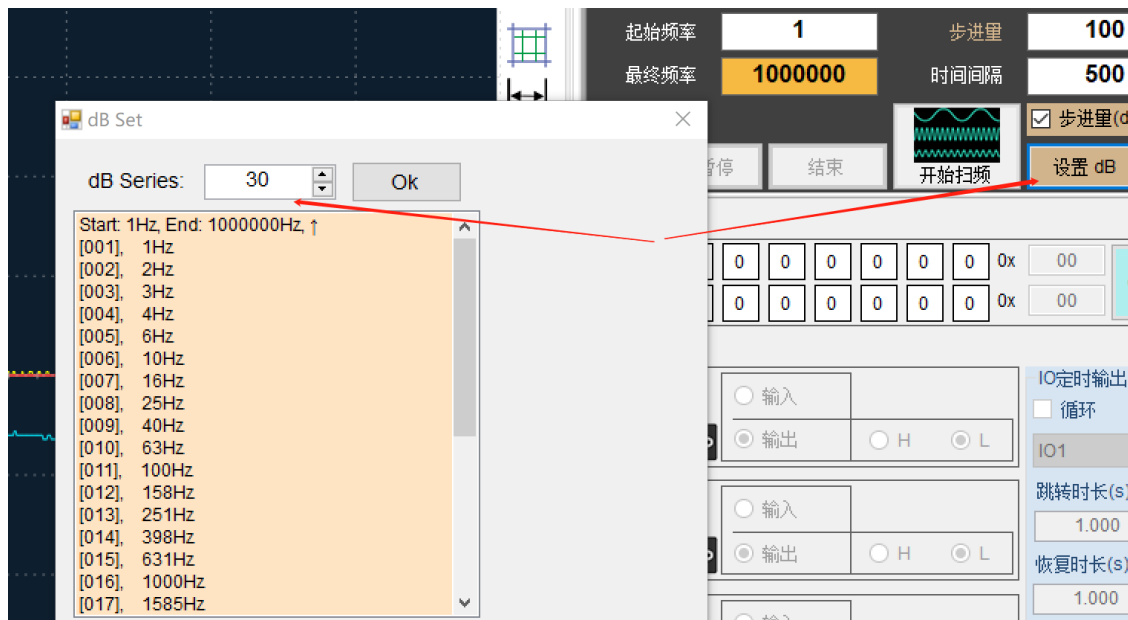 起始频率 1 步进量 100
最终频率 1000000 时间间隔 500
dB Set
步进量(d
dB Series: 30 Ok
停 结束 开始扫频 设置 dB
Start: 1Hz, End: 1000000Hz, ↑
[001], 1Hz
[002], 2Hz
[003], 3Hz
[004], 4Hz
[005], 6Hz
[006], 10Hz
[007], 16Hz
[008], 25Hz
[009], 40Hz
[010], 63Hz
[011], 100Hz
[012], 158Hz
[013], 251Hz
[014], 398Hz
[015], 631Hz
[016], 1000Hz
[017], 1585Hz
0 0 0 0 0 0 0x 00
0 0 0 0 0 0 0x 00
输入
输出 H L
输入
输出 H L
IO定时输出
循环
IO1
跳转时长(s)
1.000
恢复时长(s)
1.000